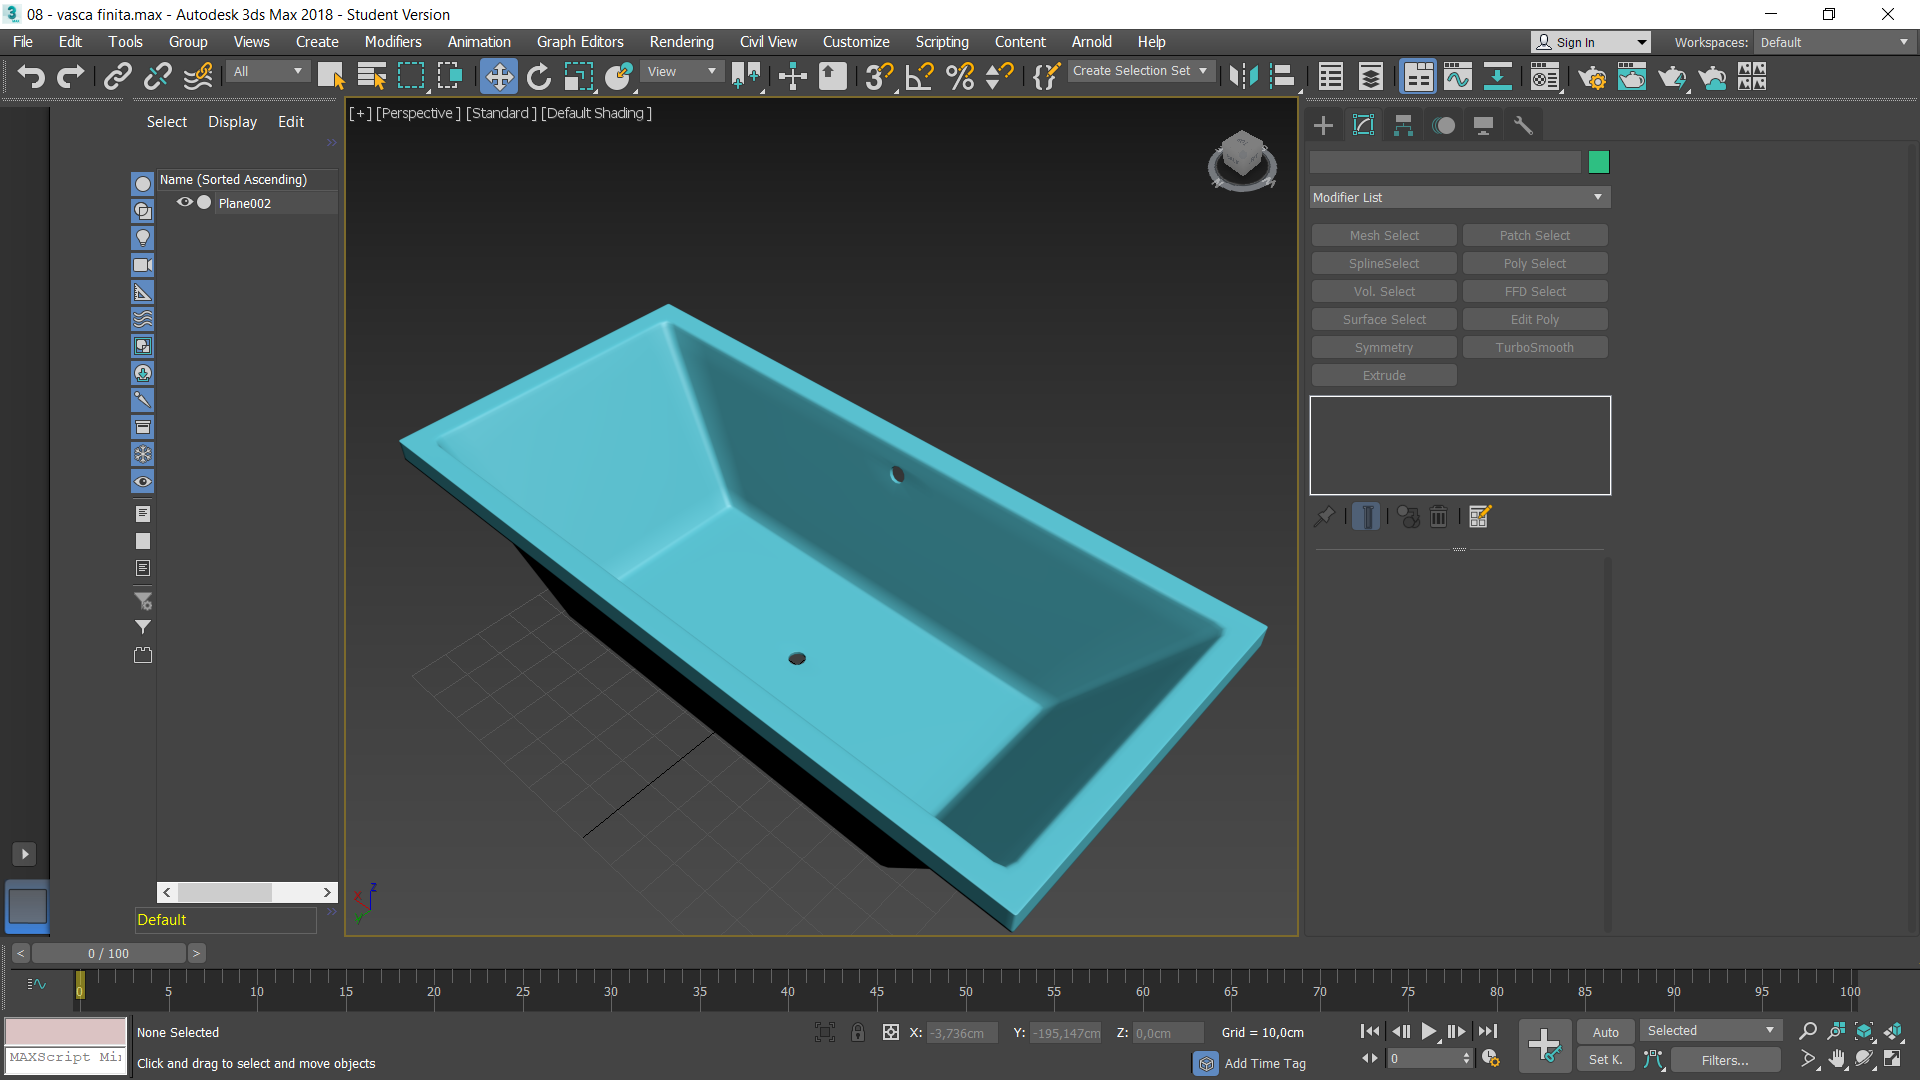 08 - vasca finita.max - Autodesk 3ds Max 2018 - Student Version
File Edit Tools Group Views Create Modifiers Animation Graph Editors Rendering Civil View Customize Scripting Content Arnold Help
Sign In
Workspaces: Default
All
View
Create Selection Set
Select Display Edit
[+] [Perspective] [Standard] [Default Shading]
Name (Sorted Ascending)
Plane002
Modifier List
Mesh Select Patch Select
SplineSelect Poly Select
Vol. Select FFD Select
Surface Select Edit Poly
Symmetry TurboSmooth
Extrude
z
x
y
Default
0 / 100
0 5 10 15 20 25 30 35 40 45 50 55 60 65 70 75 80 85 90 95 100
None Selected
X: -3,736cm Y: -195,147cm Z: 0,0cm Grid = 10,0cm
Auto Selected
MAXScript Mi
Click and drag to select and move objects
Add Time Tag
0
Set K. Filters...